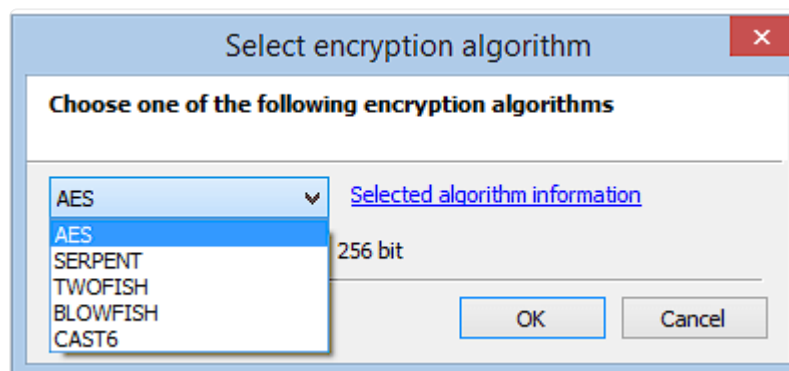 Select encryption algorithm
Choose one of the following encryption algorithms
AES Selected algorithm information
AES
SERPENT 256 bit
TWOFISH
BLOWFISH
CAST6
OK Cancel